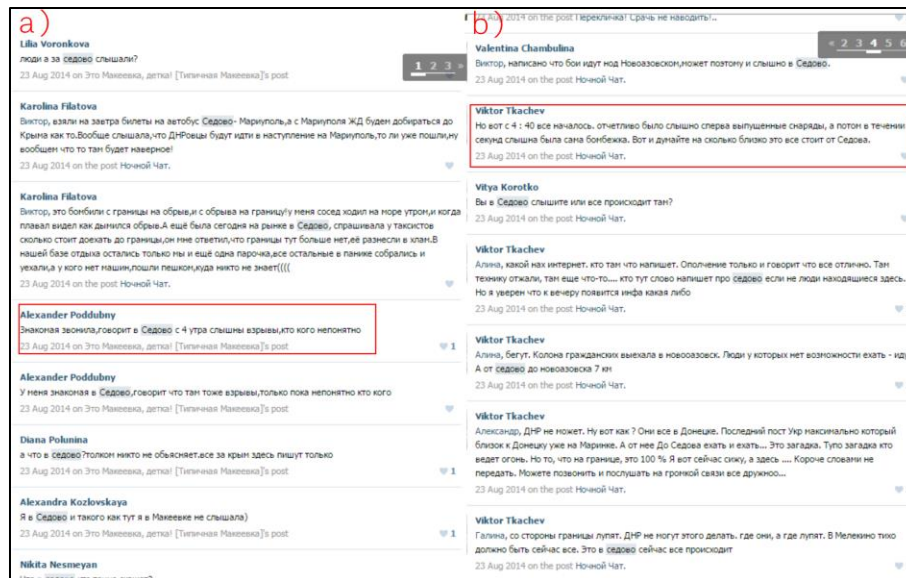 a)
Lilia Voronkova
люди а за седово слышали?
23 Aug 2014 on Это Макеевка, детка! [Типичная Макеевка]'s post
1 2 3 »
Karolina Filatova
Виктор, взяли на завтра билеты на автобус Седово- Мариуполь,а с Мариуполя ЖД будем добираться до
Крыма как то.Вообще слышала,что ДНРовцы будут идти в наступление на Мариуполь,то ли уже пошли,ну
вообщем что то там будет наверное!
23 Aug 2014 on the post Ночной Чат.
Karolina Filatova
Виктор, это бомбили с границы на обрыв,и с обрыва на границу!у меня сосед ходил на море утром,и когда
плавал видел как дымился обрыв.А ещё была сегодня на рынке в Седово, спрашивала у таксистов
сколько стоит доехать до границы,он мне ответил,что границы тут больше нет,её разнесли в хлам.В
нашей базе отдыха остались только мы и ещё одна парочка,все остальные в панике собрались и
уехали,а у кого нет машин,пошли пешком,куда никто не знает((((
23 Aug 2014 on the post Ночной Чат.
Alexander Poddubny
Знакомая звонила,говорит в Седово с 4 утра слышны взрывы,кто кого непонятно
23 Aug 2014 on Это Макеевка, детка! [Типичная Макеевка]'s post
1
Alexander Poddubny
У меня знакомая в Седово,говорит что там тоже взрывы,только пока непонятно кто кого
23 Aug 2014 on Это Макеевка, детка! [Типичная Макеевка]'s post
Diana Polunina
а что в седово?толком никто не обьясняет.все за крым здесь пишут только
23 Aug 2014 on Это Макеевка, детка! [Типичная Макеевка]'s post
1
Alexandra Kozlovskaya
Я в Седово и такого как тут я в Макеевке не слышала)
23 Aug 2014 on Это Макеевка, детка! [Типичная Макеевка]'s post
1
Nikita Nesmeyan
b)
23 Aug 2014 on the post Перекличка! Срачь не наводить!..
« 2 3 4 5 6
Valentina Chambulina
Виктор, написано что бои идут под Новоазовском,может поэтому и слышно в Седово.
23 Aug 2014 on the post Ночной Чат.
Viktor Tkachev
Но вот с 4 : 40 все началось. отчетливо было слышно сперва выпущенные снаряды, а потом в течении
секунд слышна была сама бонбежка. Вот и думайте на сколько близко это все стоит от Седова.
23 Aug 2014 on the post Ночной Чат.
Vitya Korotko
Вы в Седово слышите или все происходит там?
23 Aug 2014 on the post Ночной Чат.
Viktor Tkachev
Алина, какой нах интернет. кто там что напишет. Ополчение только и говорит что все отлично. Там
технику отжали, там еще что-то.... кто тут слово напишет про седово если не люди находящиеся здесь.
Но я уверен что к вечеру появится инфа какая либо
23 Aug 2014 on the post Ночной Чат.
Viktor Tkachev
Алина, бегут. Колона гражданских выехала в новооазовск. Люди у которых нет возможности ехать - иду
А от седово до новоазовска 7 км
23 Aug 2014 on the post Ночной Чат.
Viktor Tkachev
Александр, ДНР не может. Ну вот как ? Они все в Донецке. Последний пост Укр максимально который
близок к Донецку уже на Маринке. А от нее До Седова ехать и ехать... Это загадка. Тупо загадка кто
ведет огонь. Но то, что на границе, это 100 % Я вот сейчас сижу, а здесь .... Короче словами не
передать. Можете позвонить и послушать на громкой связи все дружноо...
23 Aug 2014 on the post Ночной Чат.
Viktor Tkachev
Галина, со стороны границы лупят. ДНР не могут этого делать. где они, а где лупят. В Мелекино тихо
должно быть сейчас все. Это в седово сейчас все происходит
23 Aug 2014 on the post Ночной Чат.